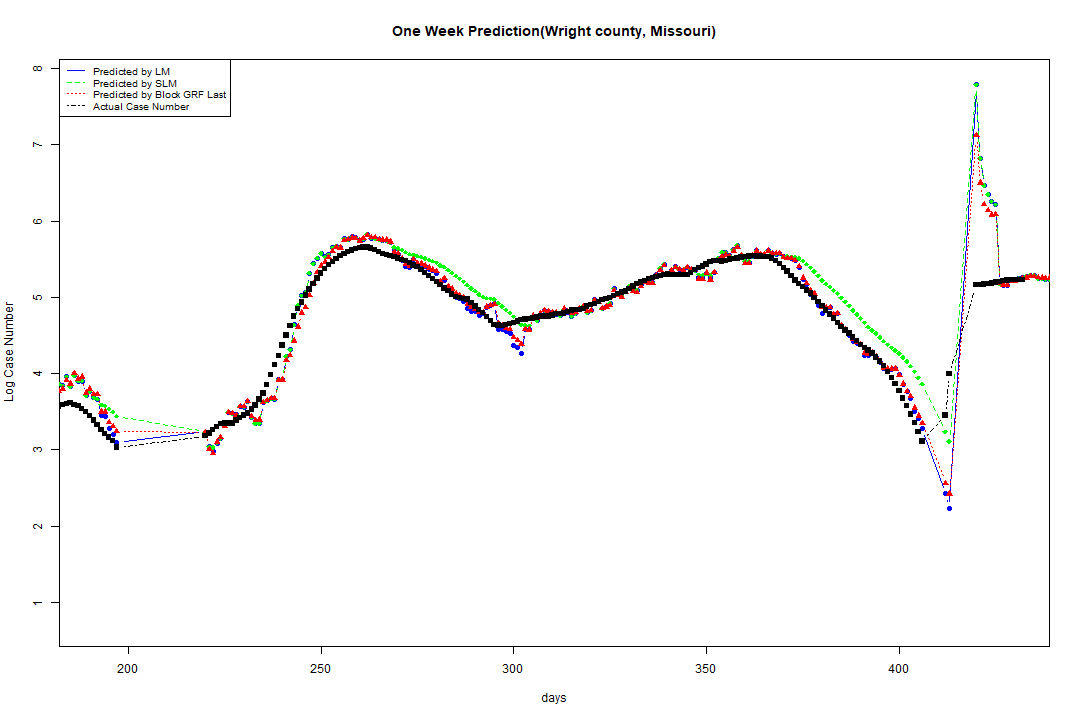 One Week Prediction(Wright county, Missouri)
Predicted by LM
Predicted by SLM
Predicted by Block GRF Last
Actual Case Number
8
7
6
5
4
3
2
1
Log Case Number
200
250
300
350
400
days